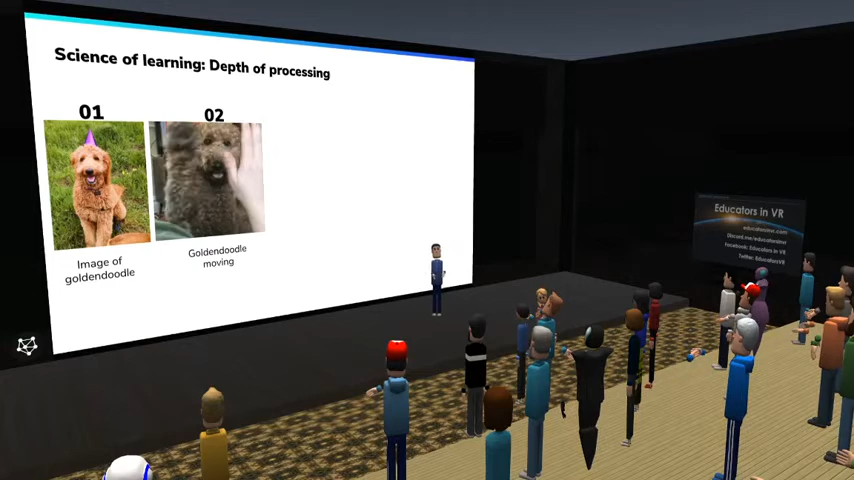 Science of learning: Depth of processing
01
02
Image of
goldendoodle
Goldendoodle
moving
Educators in VR
educatorsinvr.com
Discord.me/educatorsinvr
Facebook: Educators in VR
Twitter: EducatorsVR